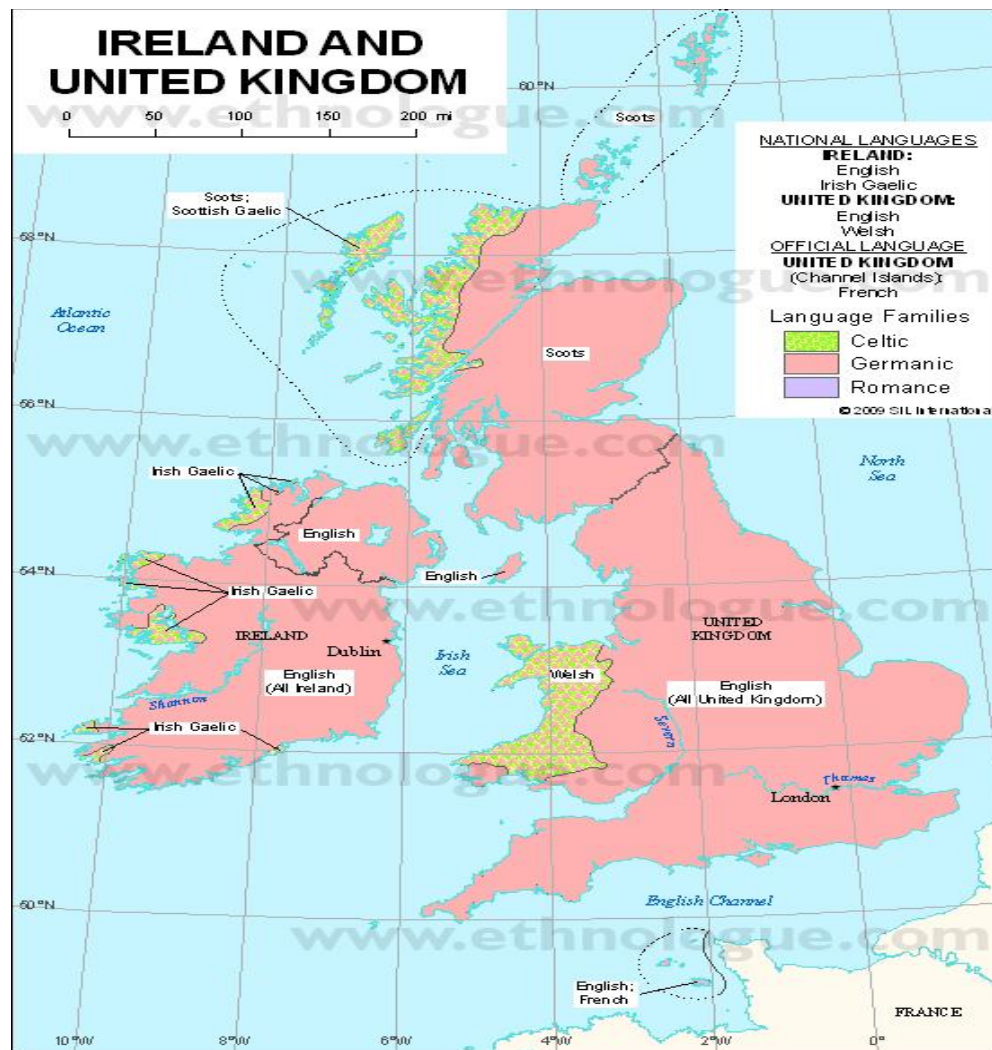 IRELAND AND
UNITED KINGDOM
www.ethnologue.com
0 50 100 150 200 mi
60°N
Scots
NATIONAL LANGUAGES
IRELAND:
English
Irish Gaelic
UNITED KINGDOM:
English
Welsh
OFFICIAL LANGUAGE
UNITED KINGDOM
(Channel Islands):
French
Language Families
Celtic
Germanic
Romance
© 2009 SIL International
Scots;
Scottish Gaelic
58°N
www.ethnologue.com
Atlantic
Ocean
Scots
56°N
www.ethnologue.com
North
Sea
Irish Gaelic
English
54°N
English
Irish Gaelic
www.ethnologue.com
IRELAND
Dublin
UNITED
KINGDOM
Irish
Sea
Welsh
English
(All Ireland)
English
(All United Kingdom)
Shannon
Severn
Irish Gaelic
52°N
www.ethnologue.com
Thames
London
50°N
English Channel
www.ethnologue.com
English;
French
FRANCE
10°W 8°W 6°W 4°W 2°W 0°